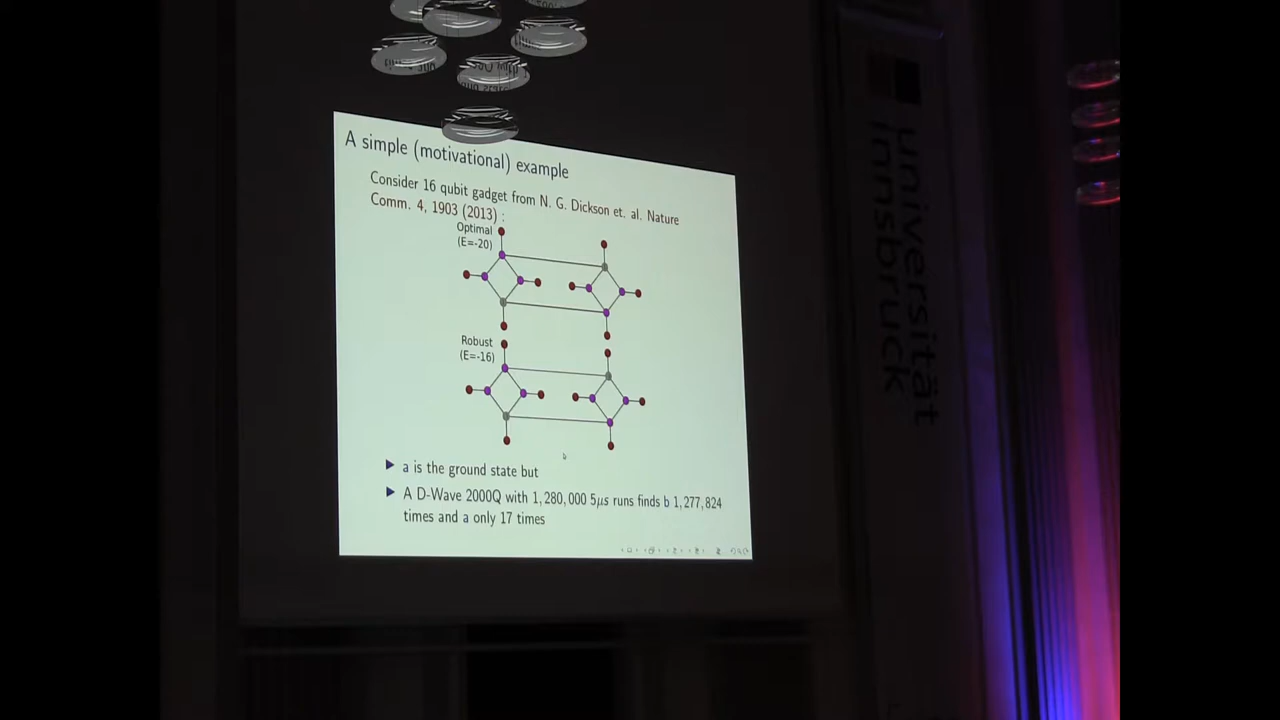 A simple (motivational) example
Consider 16 qubit gadget from N. G. Dickson et. al. Nature
Comm. 4, 1903 (2013) :
Optimal
(E=-20)
Robust
(E=-16)
▶ a is the ground state but
▶ A D-Wave 2000Q with 1, 280, 000 5μs runs finds b 1, 277, 824
times and a only 17 times
universität
innsbruck